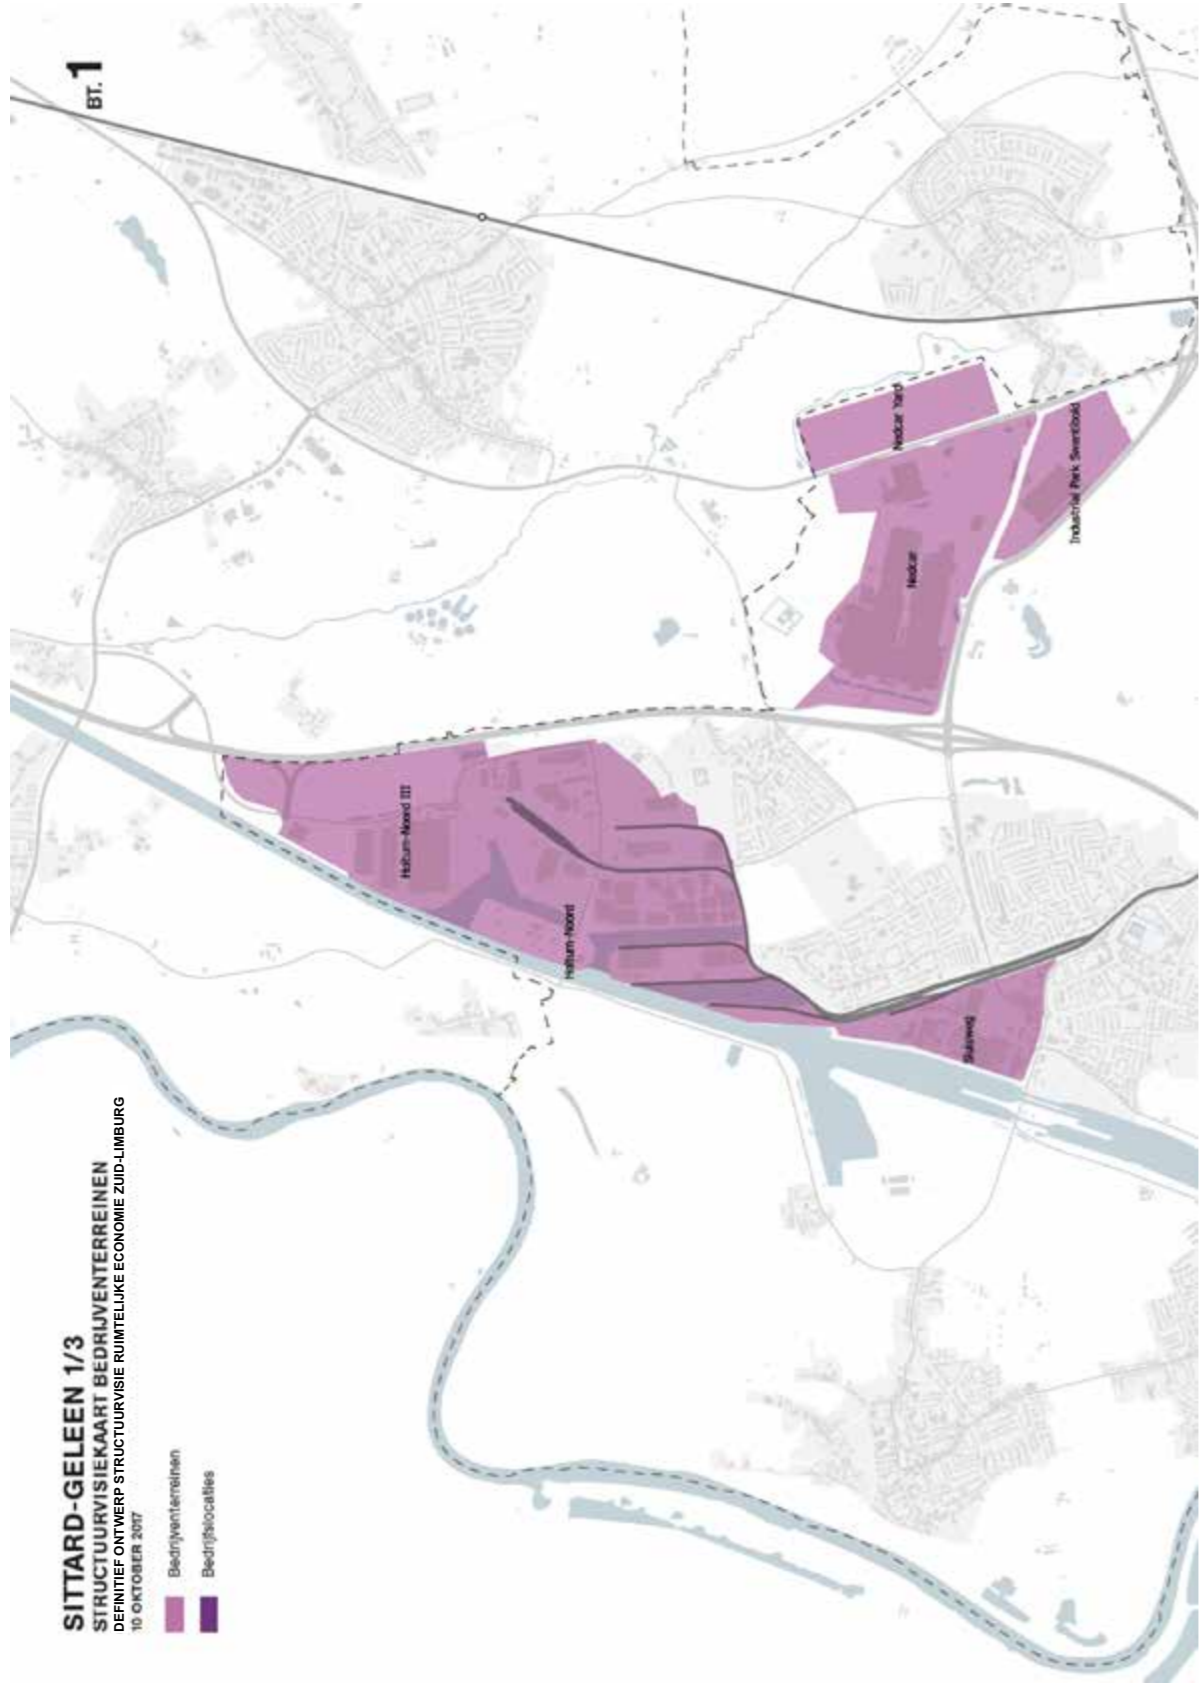 SITTARD-GELEEN 1/3
STRUCTUURVISIEKAART BEDRIJVENTERREINEN
DEFINITIEF ONTWERP STRUCTUURVISIE RUIMTELIJKE ECONOMIE ZUID-LIMBURG
10 OKTOBER 2017
Bedrijventerreinen
Bedrijfslocaties
BT. 1
Holtum-Noord III
Holtum-Noord
Sluisweg
Nedcar Yard
Nedcar
Industrial Park Swentibold